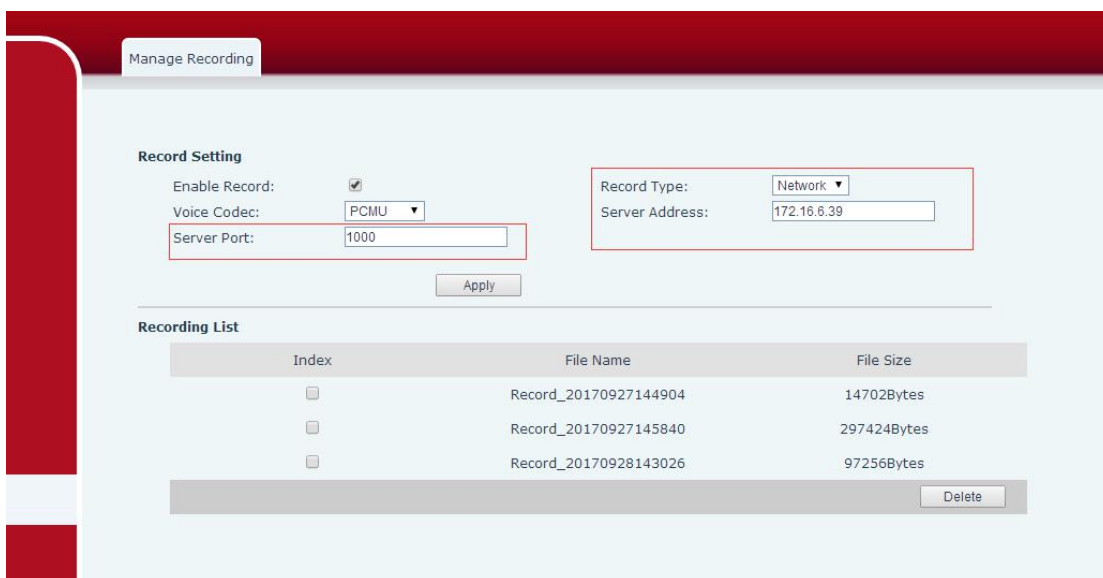 Manage Recording
Record Setting
Enable Record:
Record Type: Network
Voice Codec: PCMU
Server Address: 172.16.6.39
Server Port: 1000
Apply
Recording List
Index File Name File Size
Record_20170927144904 14702Bytes
Record_20170927145840 297424Bytes
Record_20170928143026 97256Bytes
Delete